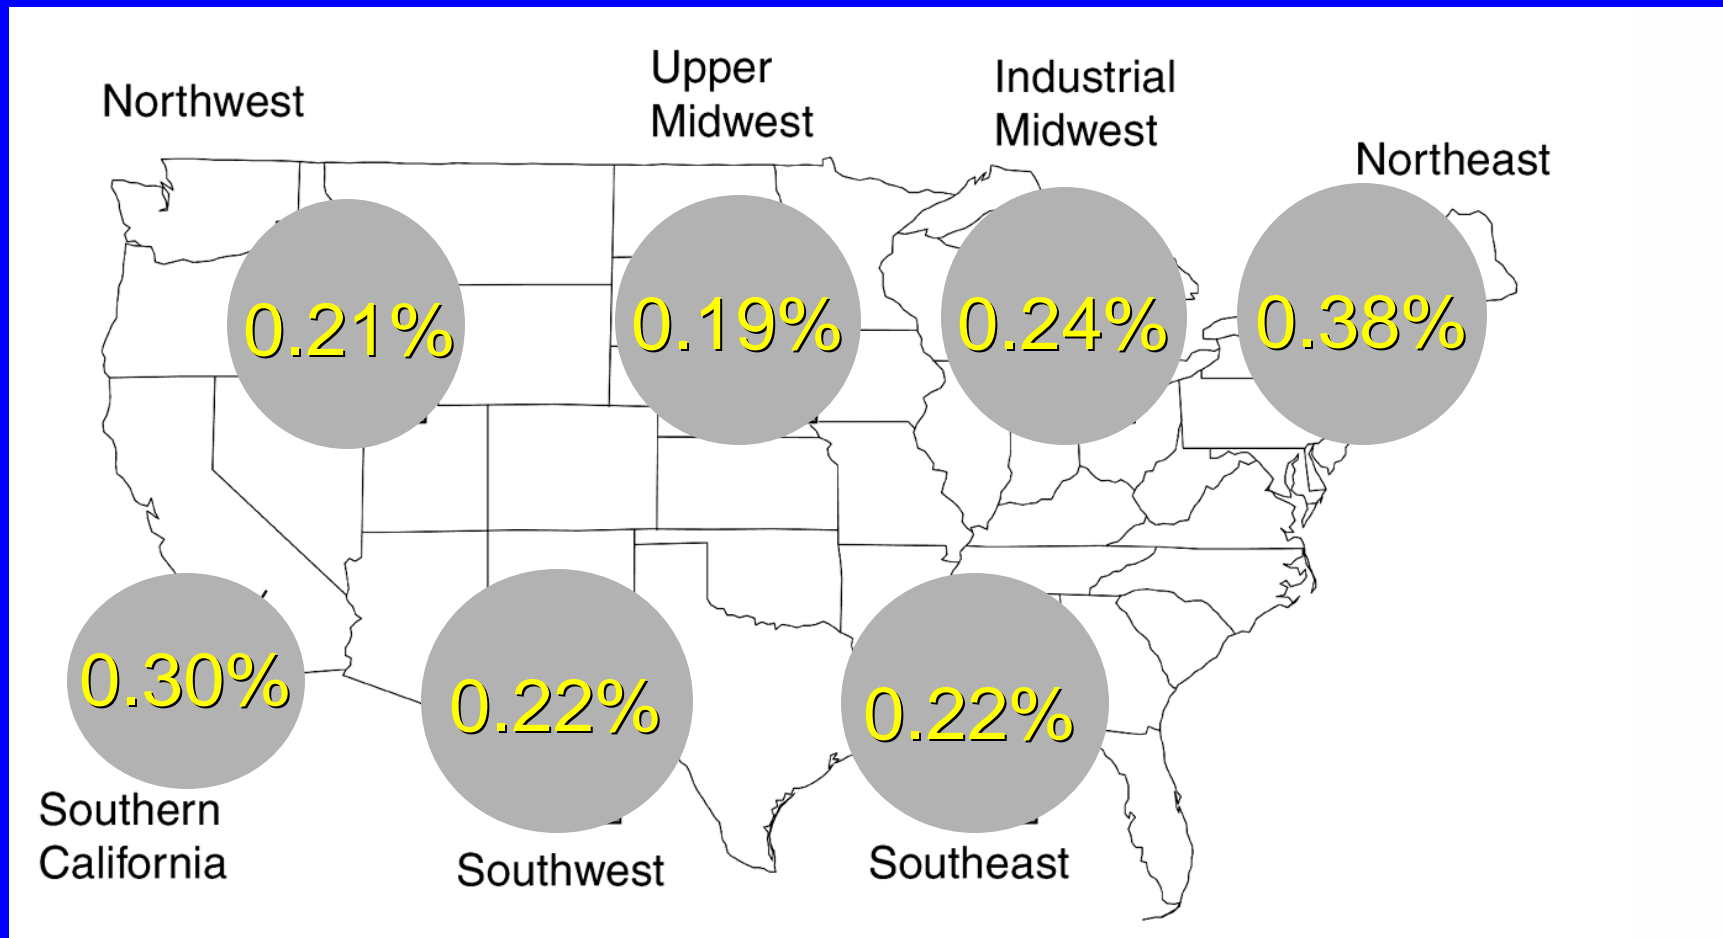 Northwest
Upper
Midwest
Industrial
Midwest
Northeast
0.21%
0.19%
0.24%
0.38%
0.30%
0.22%
0.22%
Southern
California
Southwest
Southeast